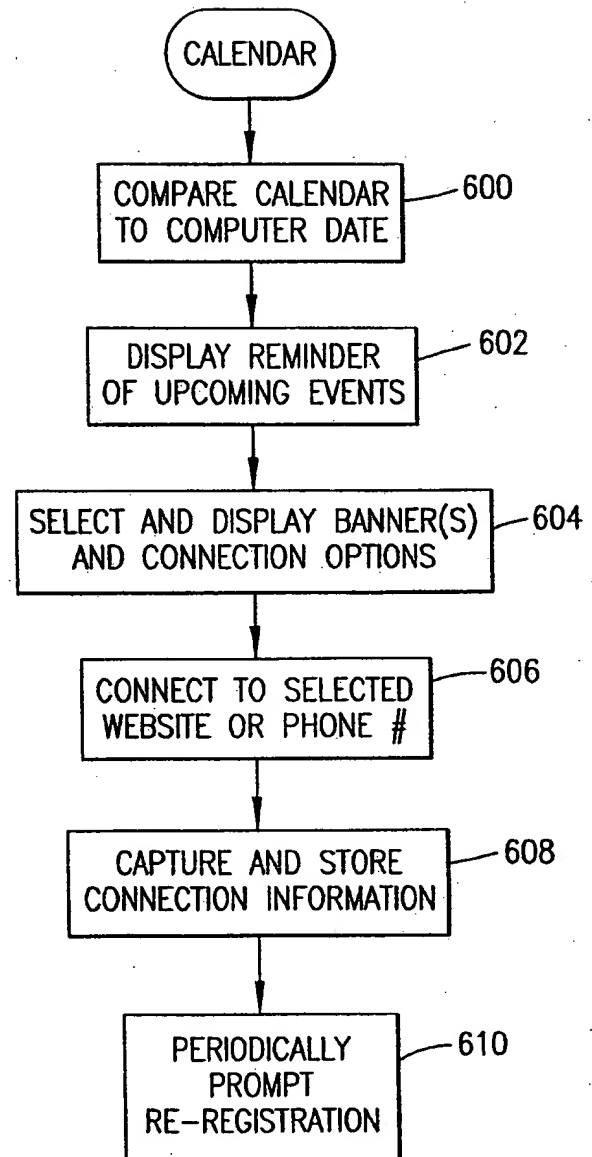 CALENDAR
COMPARE CALENDAR
TO COMPUTER DATE
600
DISPLAY REMINDER
OF UPCOMING EVENTS
602
SELECT AND DISPLAY BANNER(S)
AND CONNECTION OPTIONS
604
CONNECT TO SELECTED
WEBSITE OR PHONE #
606
CAPTURE AND STORE
CONNECTION INFORMATION
608
PERIODICALLY
PROMPT
RE-REGISTRATION
610